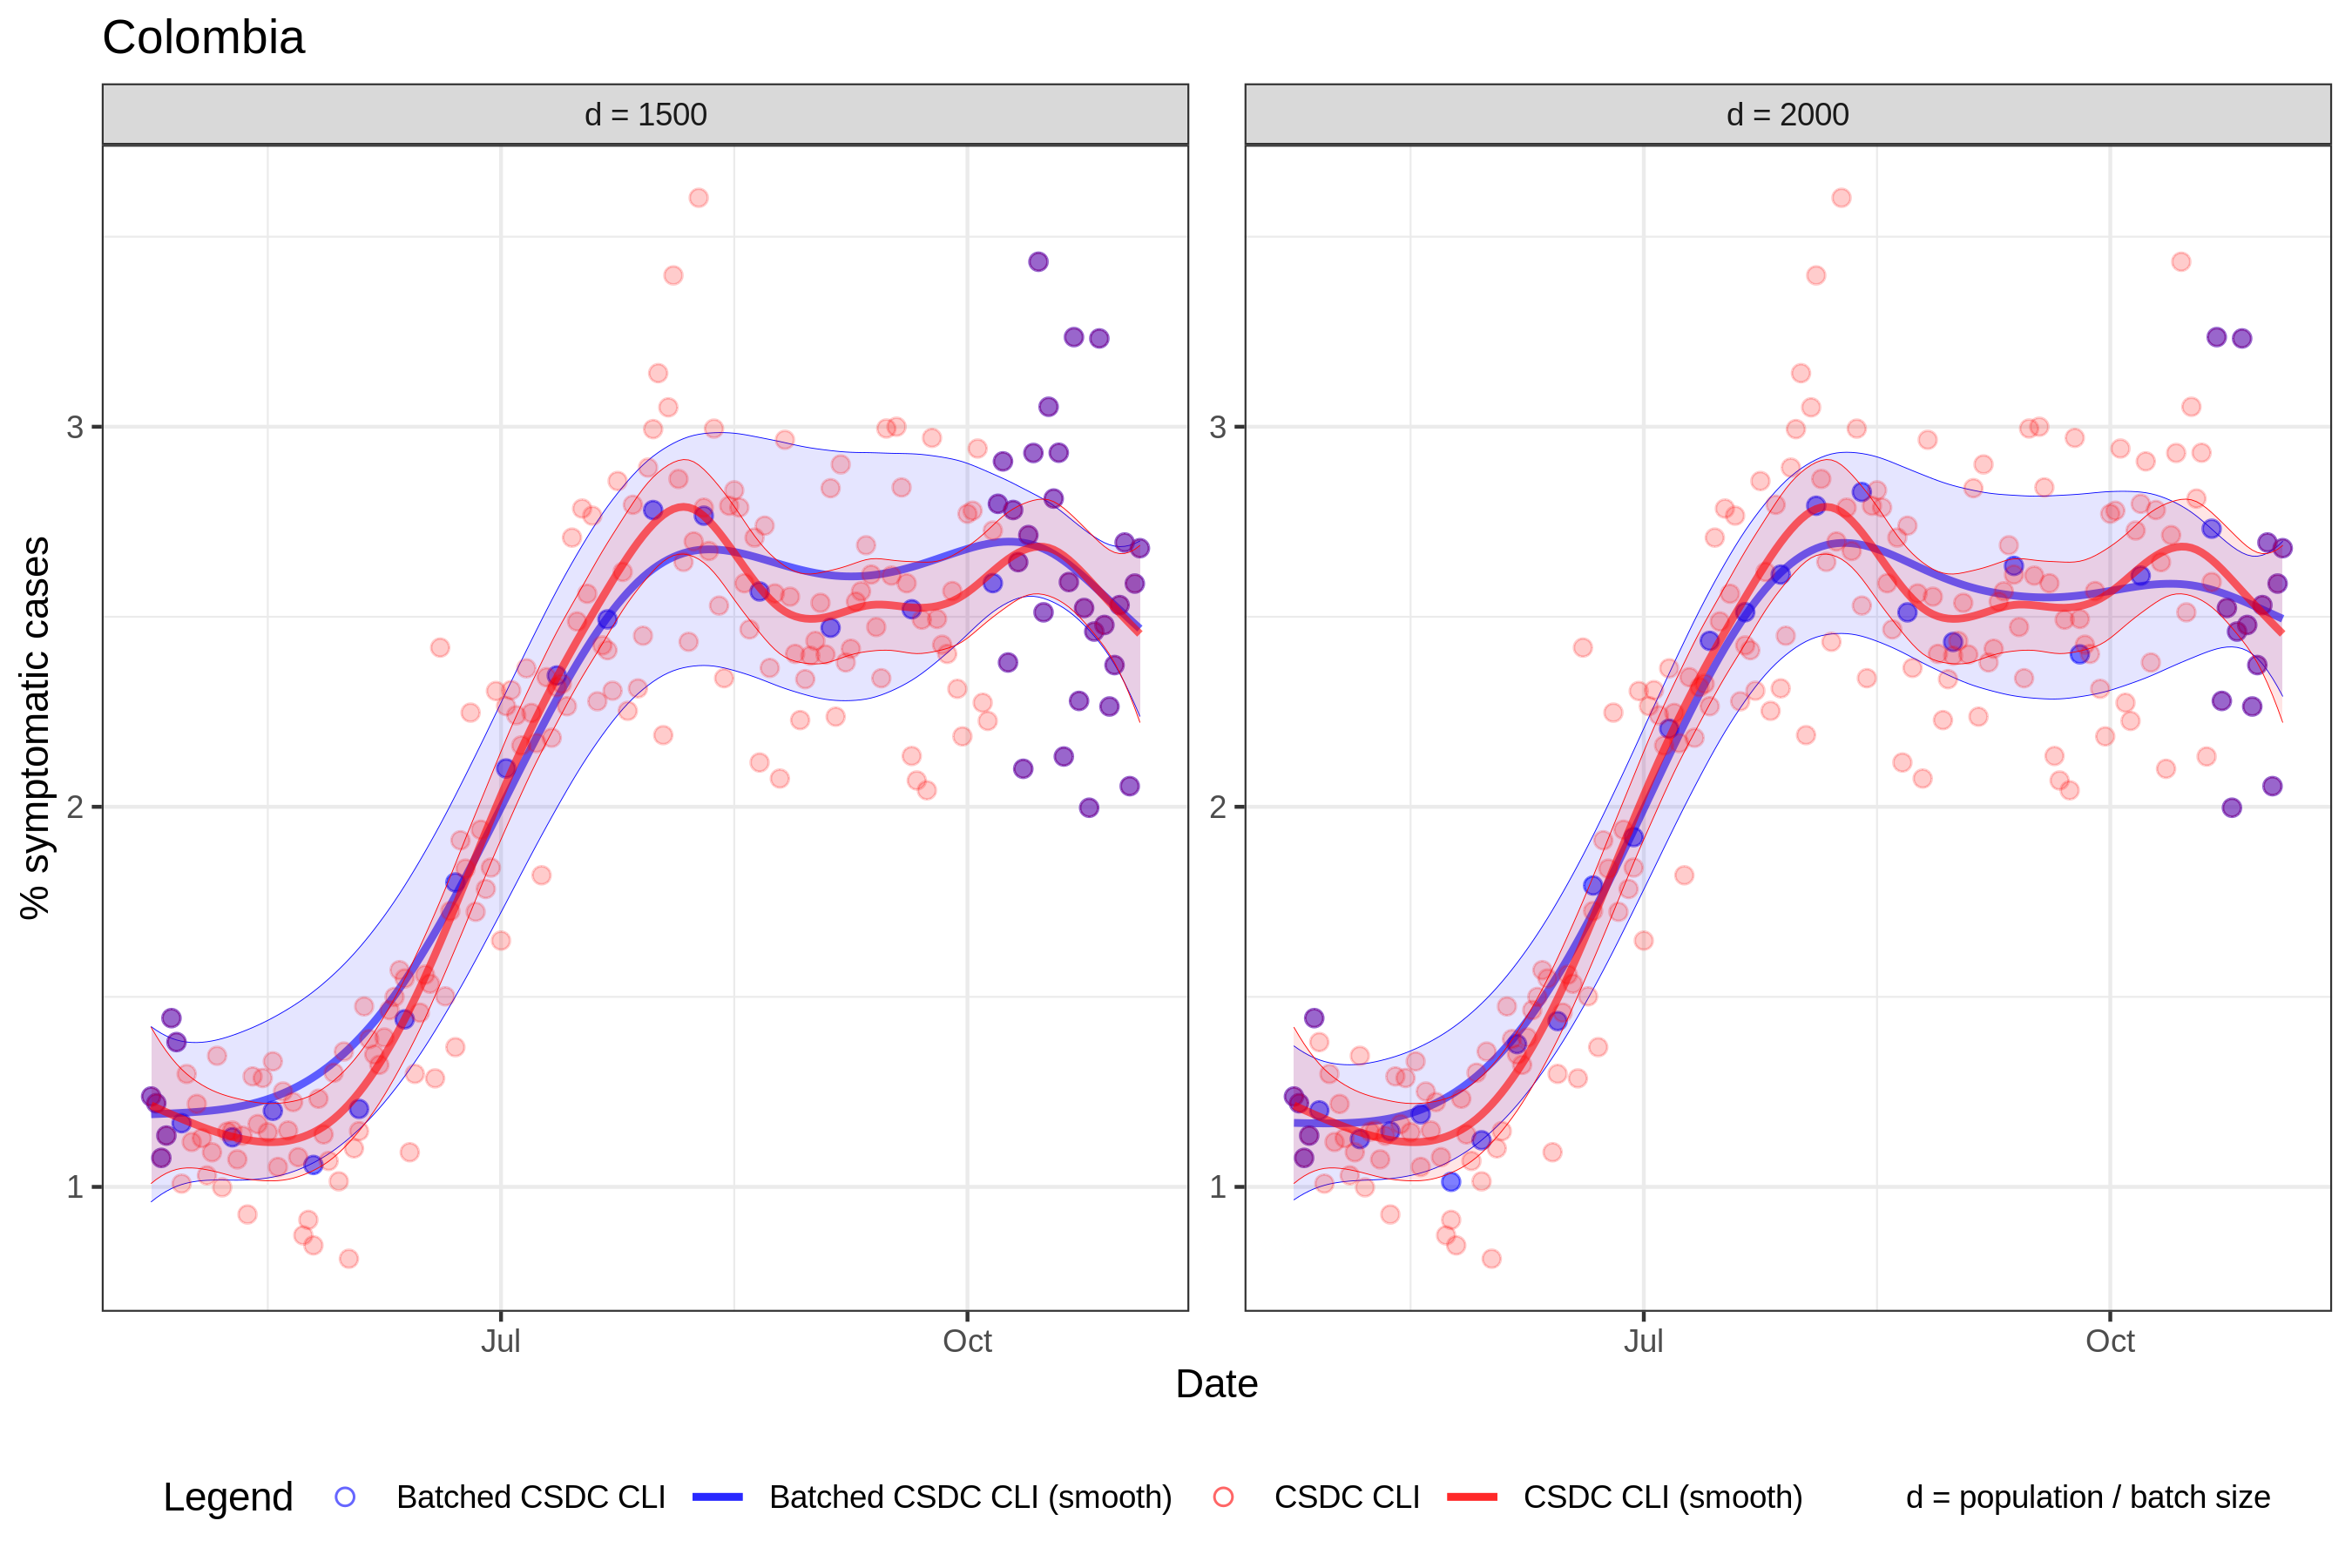 Colombia
d = 1500
d = 2000
% symptomatic cases
3
2
1
3
2
1
Jul
Oct
Jul
Oct
Date
Legend
Batched CSDC CLI
Batched CSDC CLI (smooth)
CSDC CLI
CSDC CLI (smooth)
d = population / batch size